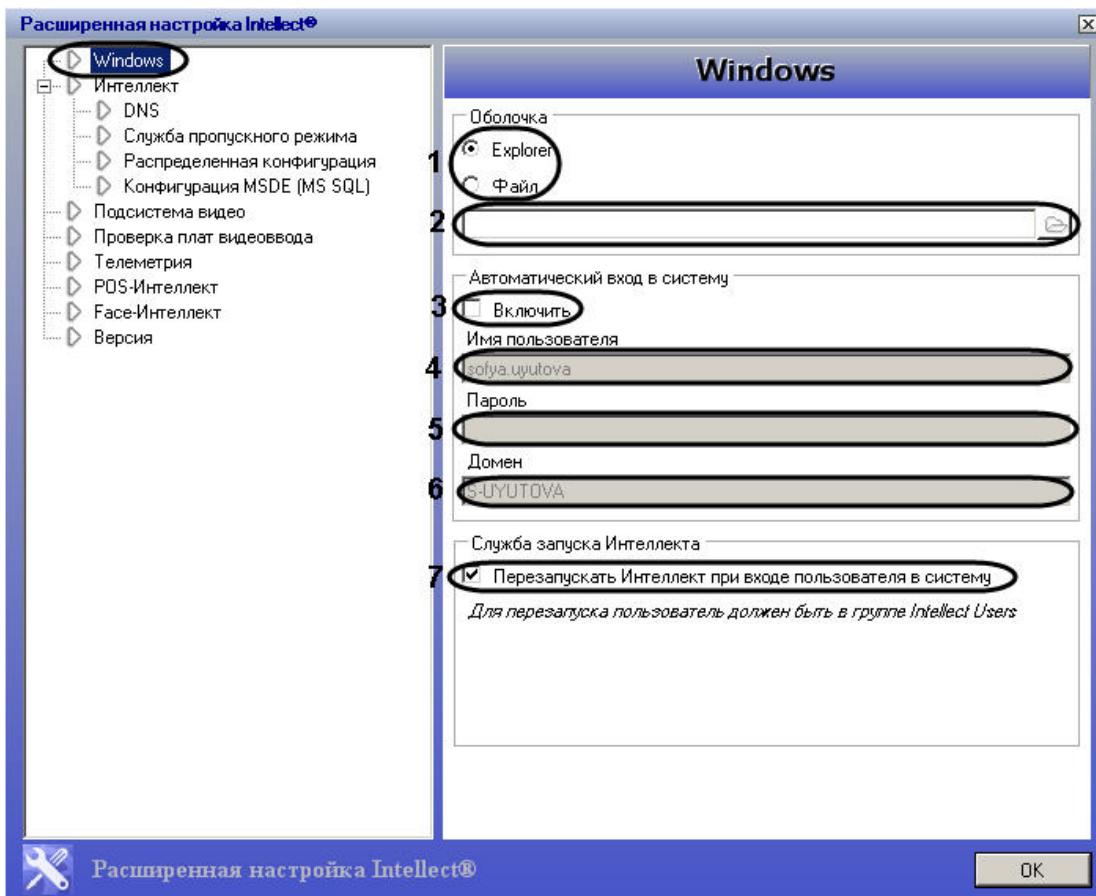 Расширенная настройка Intellect®
Windows
Интеллект
DNS
Служба пропускного режима
Распределенная конфигурация
Конфигурация MSDE (MS SQL)
Подсистема видео
Проверка плат видеоввода
Телеметрия
POS-Интеллект
Face-Интеллект
Версия
Windows
Оболочка
1 Explorer
Файл
2
Автоматический вход в систему
3 Включить
Имя пользователя
4 sofya.uyutova
Пароль
5
Домен
6 S-UYUTOVA
Служба запуска Интеллекта
7 Перезапускать Интеллект при входе пользователя в систему
Для перезапуска пользователь должен быть в группе Intellect Users
Расширенная настройка Intellect®
OK